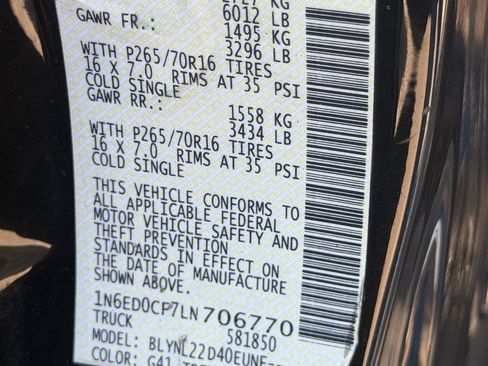 6012 LB
GAWR FR.: 1495 KG
3296 LB
WITH P265/70R16 TIRES
16 X 7.0 RIMS AT 35 PSI
COLD SINGLE
GAWR RR.: 1558 KG
3434 LB
WITH P265/70R16 TIRES
16 X 7.0 RIMS AT 35 PSI
COLD SINGLE
THIS VEHICLE CONFORMS TO
ALL APPLICABLE FEDERAL
MOTOR VEHICLE SAFETY AND
THEFT PREVENTION
STANDARDS IN EFFECT ON
THE DATE OF MANUFACTURE
SHOWN ABOVE.
1N6ED0CP7LN706770
TRUCK 581850
MODEL: BLYNL22D40EUNE
COLOR: G41